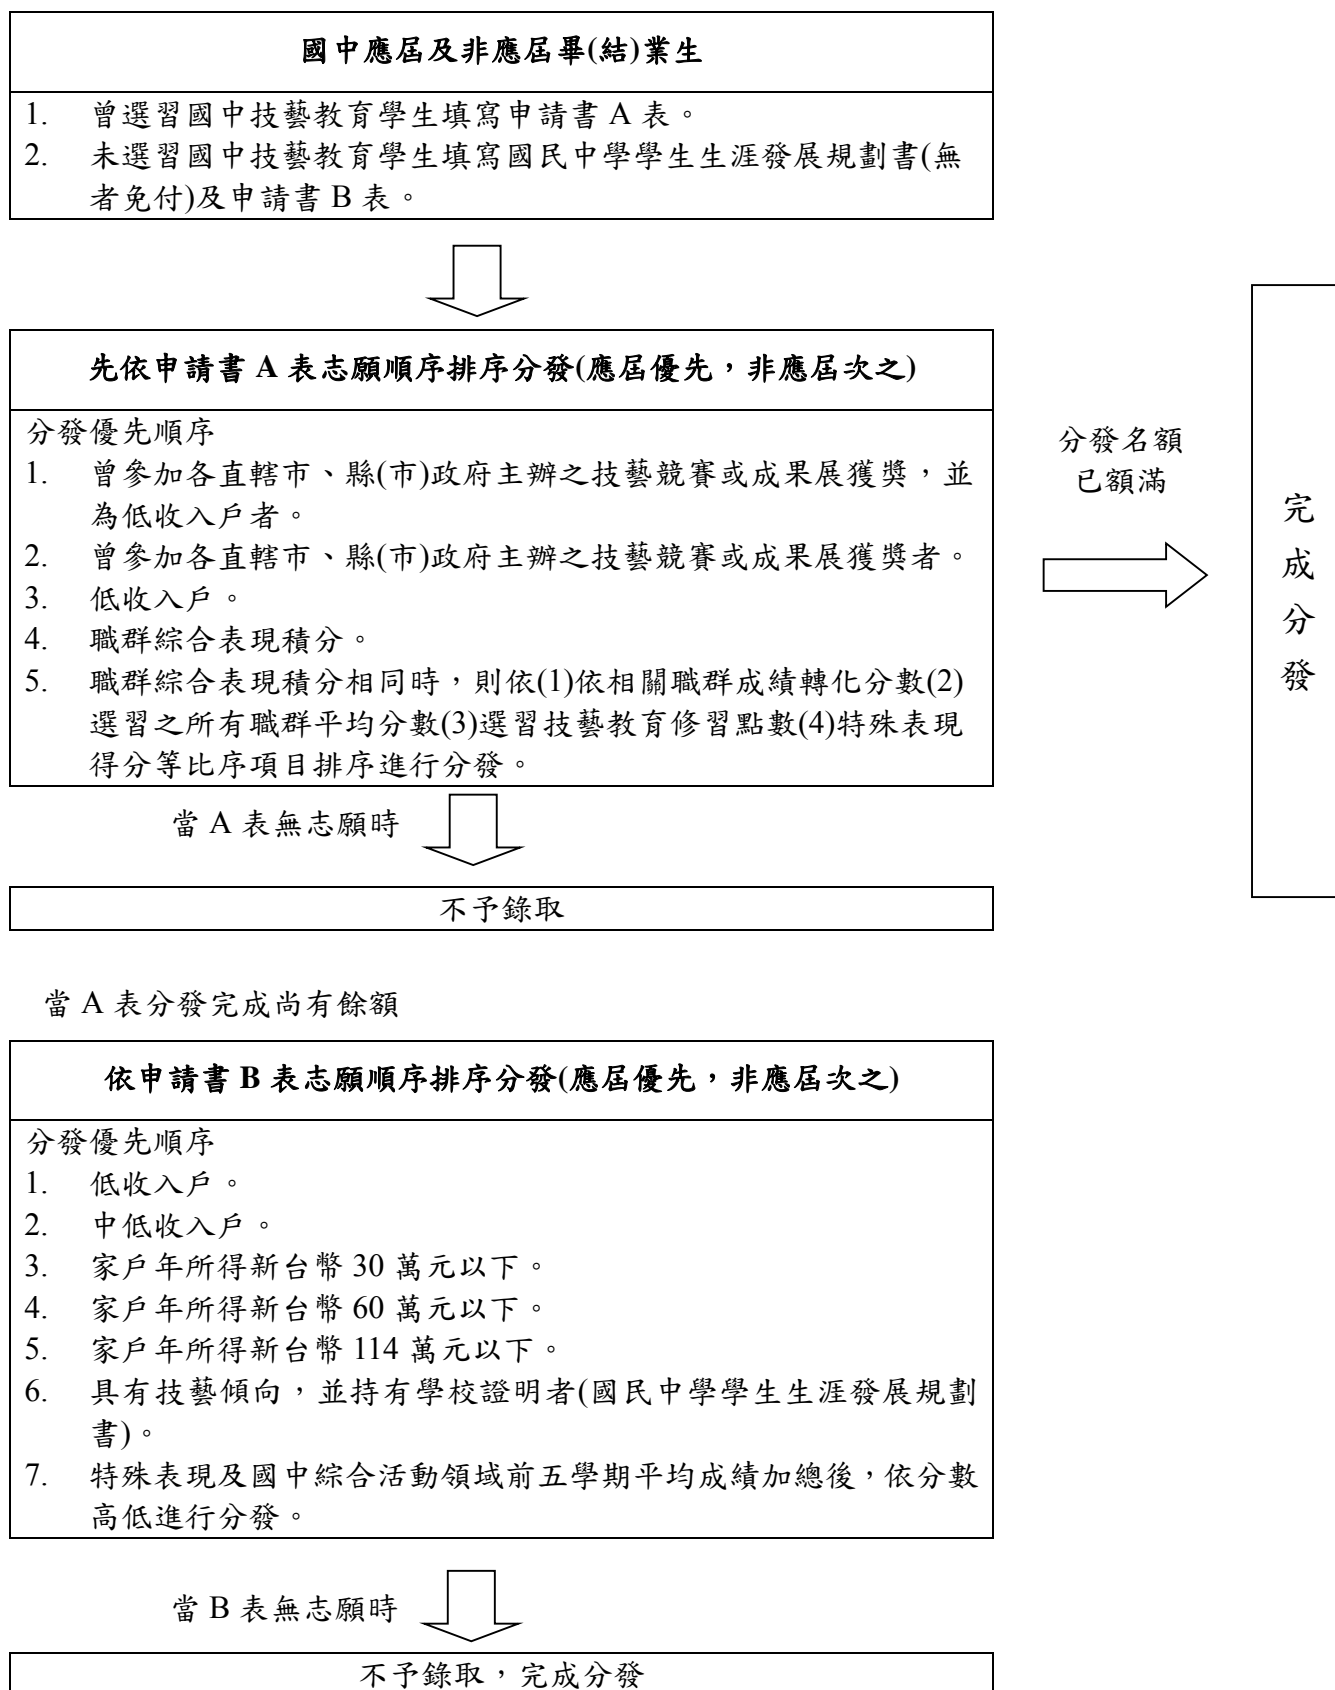 國中應屆及非應屆畢(結)業生
1. 曾選習國中技藝教育學生填寫申請書 A 表。
2. 未選習國中技藝教育學生填寫國民中學學生生涯發展規劃書(無
者免付)及申請書 B 表。
先依申請書 A 表志願順序排序分發(應屆優先，非應屆次之)
分發優先順序
1. 曾參加各直轄市、縣(市)政府主辦之技藝競賽或成果展獲獎，並
為低收入戶者。
2. 曾參加各直轄市、縣(市)政府主辦之技藝競賽或成果展獲獎者。
3. 低收入戶。
4. 職群綜合表現積分。
5. 職群綜合表現積分相同時，則依(1)依相關職群成績轉化分數(2)
選習之所有職群平均分數(3)選習技藝教育修習點數(4)特殊表現
得分等比序項目排序進行分發。
分發名額
已額滿
完
成
分
發
當 A 表無志願時
不予錄取
當 A 表分發完成尚有餘額
依申請書 B 表志願順序排序分發(應屆優先，非應屆次之)
分發優先順序
1. 低收入戶。
2. 中低收入戶。
3. 家戶年所得新台幣 30 萬元以下。
4. 家戶年所得新台幣 60 萬元以下。
5. 家戶年所得新台幣 114 萬元以下。
6. 具有技藝傾向，並持有學校證明者(國民中學學生生涯發展規劃
書)。
7. 特殊表現及國中綜合活動領域前五學期平均成績加總後，依分數
高低進行分發。
當 B 表無志願時
不予錄取，完成分發